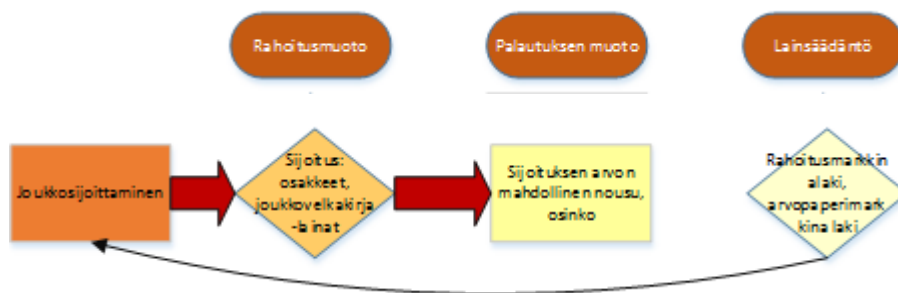 Rahoitusmuoto
Palautuksen muoto
Lainsäädäntö
Joukkosijoittaminen
Sijoitus:
osakkeet,
joukkovelkakirja
-lainat
Sijoituksen arvon
mahdollinen nousu,
osinko
Rahoitusmarkkin
alaki,
arvopaperimark
kinalaki